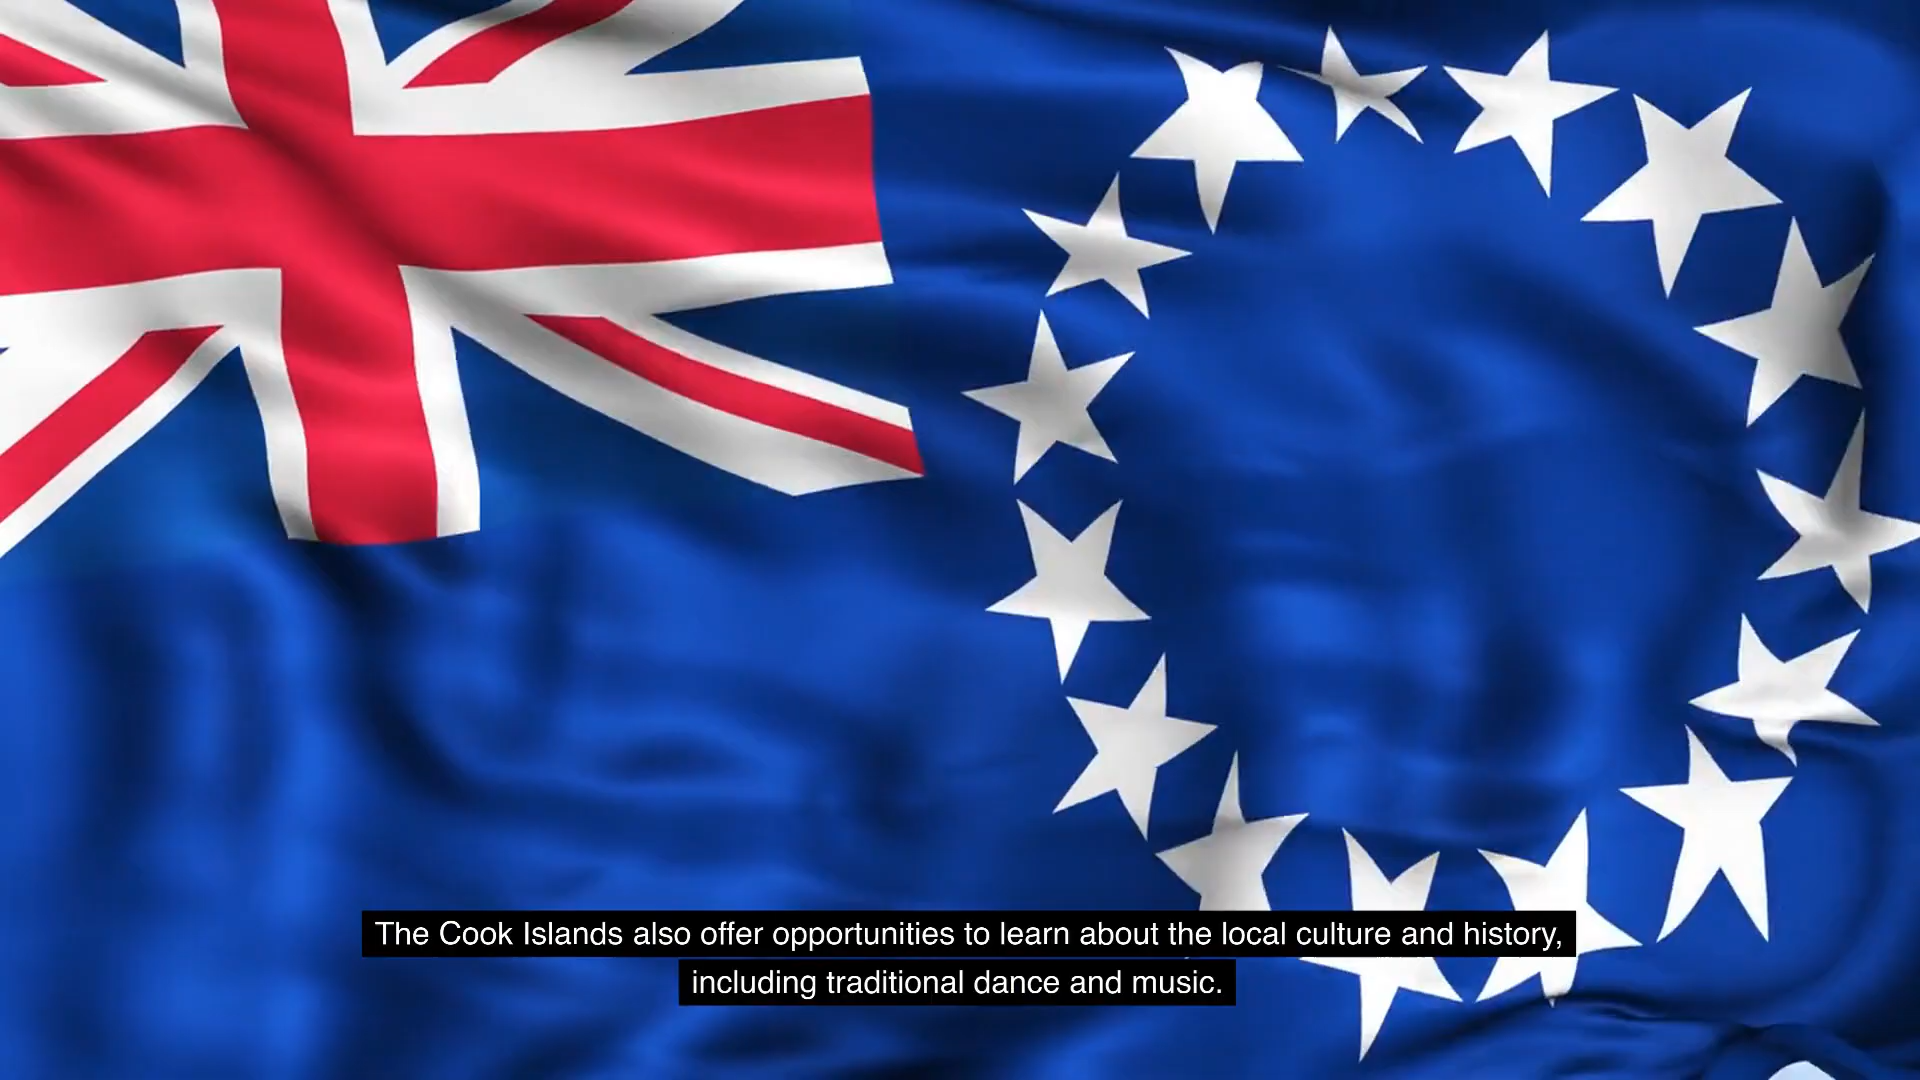 The Cook Islands also offer opportunities to learn about the local culture and history,
including traditional dance and music.